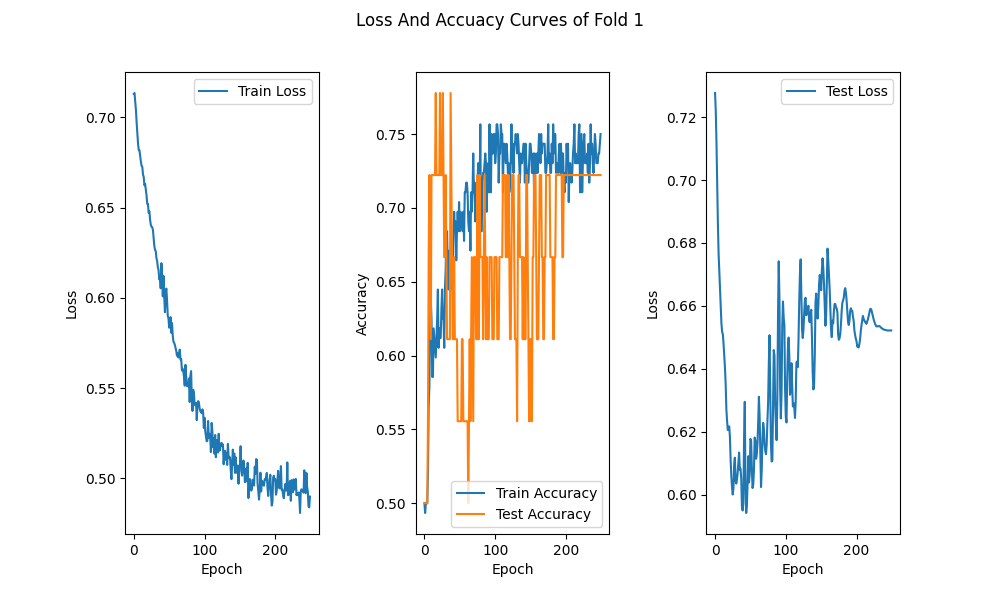 Loss And Accuacy Curves of Fold 1
Train Loss
0.70
0.65
0.60
0.55
0.50
Loss
0
100
200
Epoch
0.75
0.70
0.65
0.60
0.55
0.50
Accuracy
Train Accuracy
Test Accuracy
0
100
200
Epoch
Test Loss
0.72
0.70
0.68
0.66
0.64
0.62
0.60
Loss
0
100
200
Epoch